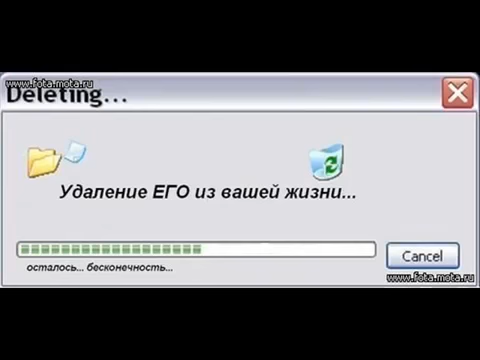 www.fota.mota.ru
Deleting...
Удаление ЕГО из вашей жизни...
Cancel
осталось... бесконечность...
www.fota.mota.ru